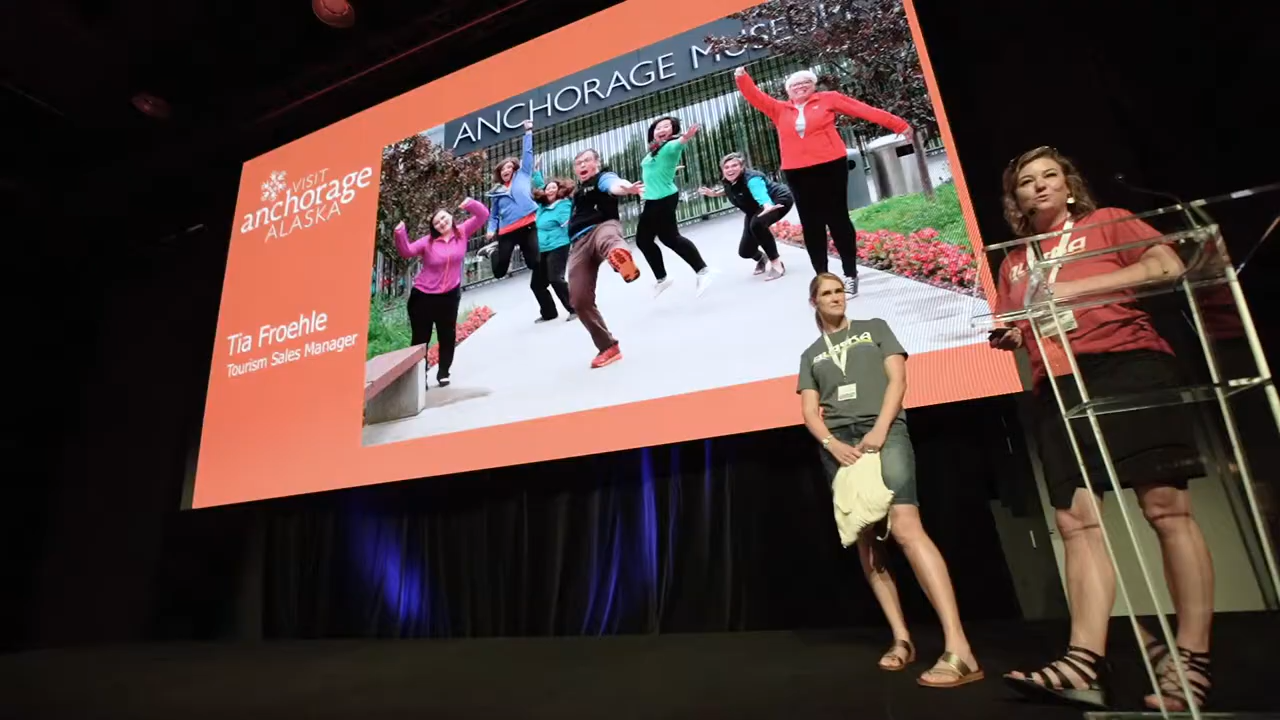 VISIT
anchorage
ALASKA
Tia Froehle
Tourism Sales Manager
ANCHORAGE MUSEUM